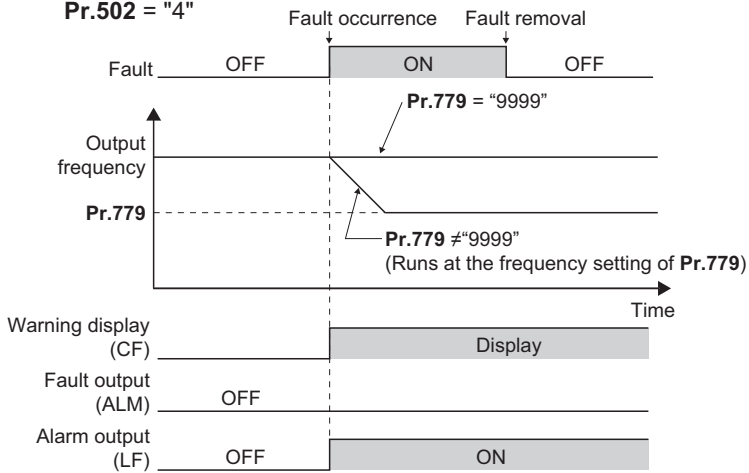 Pr.502 = "4"
Fault occurrence Fault removal
Fault OFF ON OFF
Pr.779 = “9999”
Output
frequency
Pr.779
Pr.779 ≠“9999”
(Runs at the frequency setting of Pr.779)
Time
Warning display
(CF)
Display
Fault output
(ALM)
OFF
Alarm output
(LF)
OFF ON